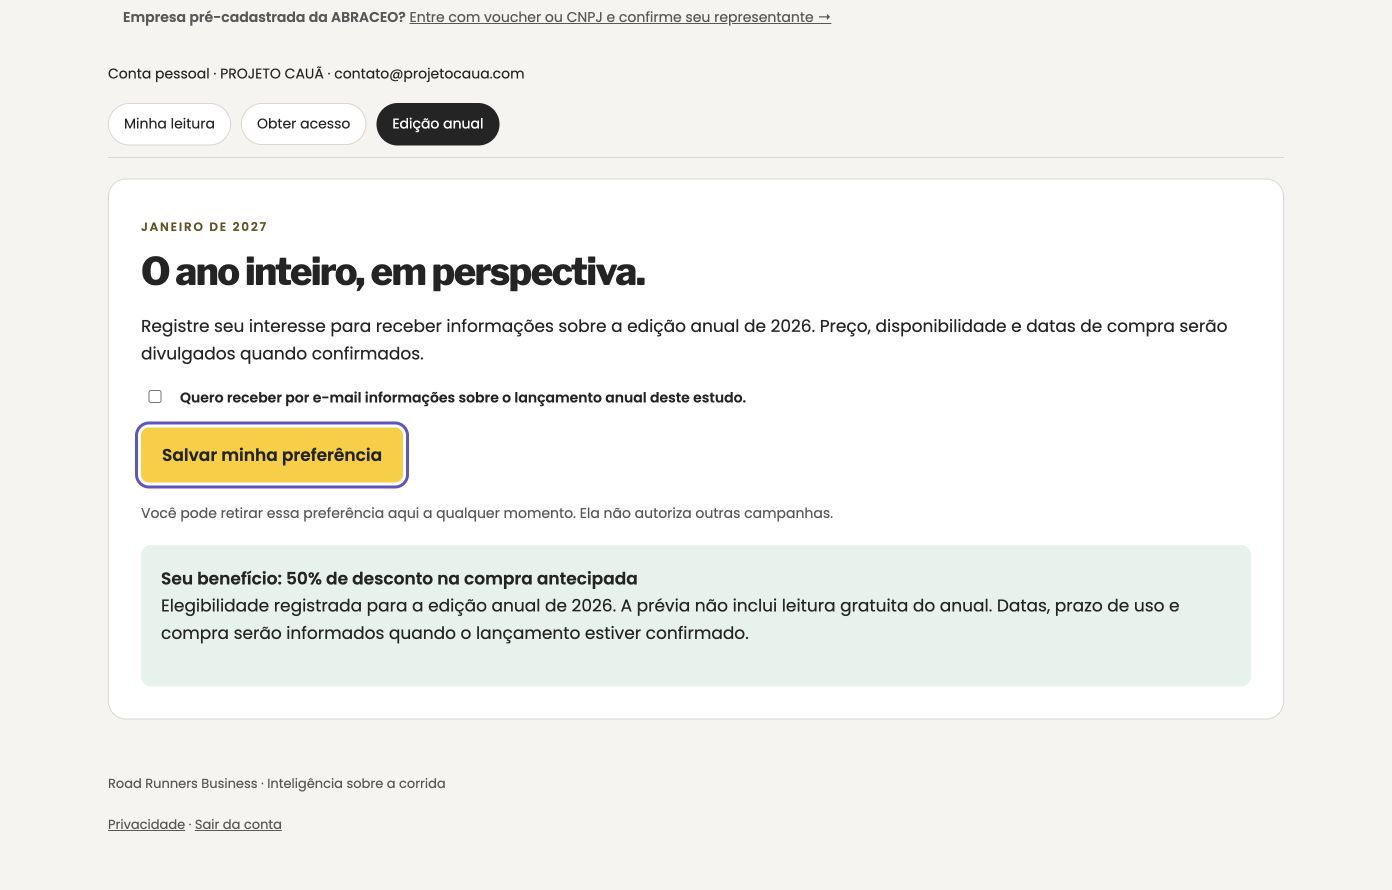 Empresa pré-cadastrada da ABRACEO? Entre com voucher ou CNPJ e confirme seu representante →
Conta pessoal · PROJETO CAUÃ · contato@projetocaua.com
Minha leitura
Obter acesso
Edição anual
JANEIRO DE 2027
O ano inteiro, em perspectiva.
Registre seu interesse para receber informações sobre a edição anual de 2026. Preço, disponibilidade e datas de compra serão
divulgados quando confirmados.
Quero receber por e-mail informações sobre o lançamento anual deste estudo.
Salvar minha preferência
Você pode retirar essa preferência aqui a qualquer momento. Ela não autoriza outras campanhas.
Seu benefício: 50% de desconto na compra antecipada
Elegibilidade registrada para a edição anual de 2026. A prévia não inclui leitura gratuita do anual. Datas, prazo de uso e
compra serão informados quando o lançamento estiver confirmado.
Road Runners Business · Inteligência sobre a corrida
Privacidade · Sair da conta